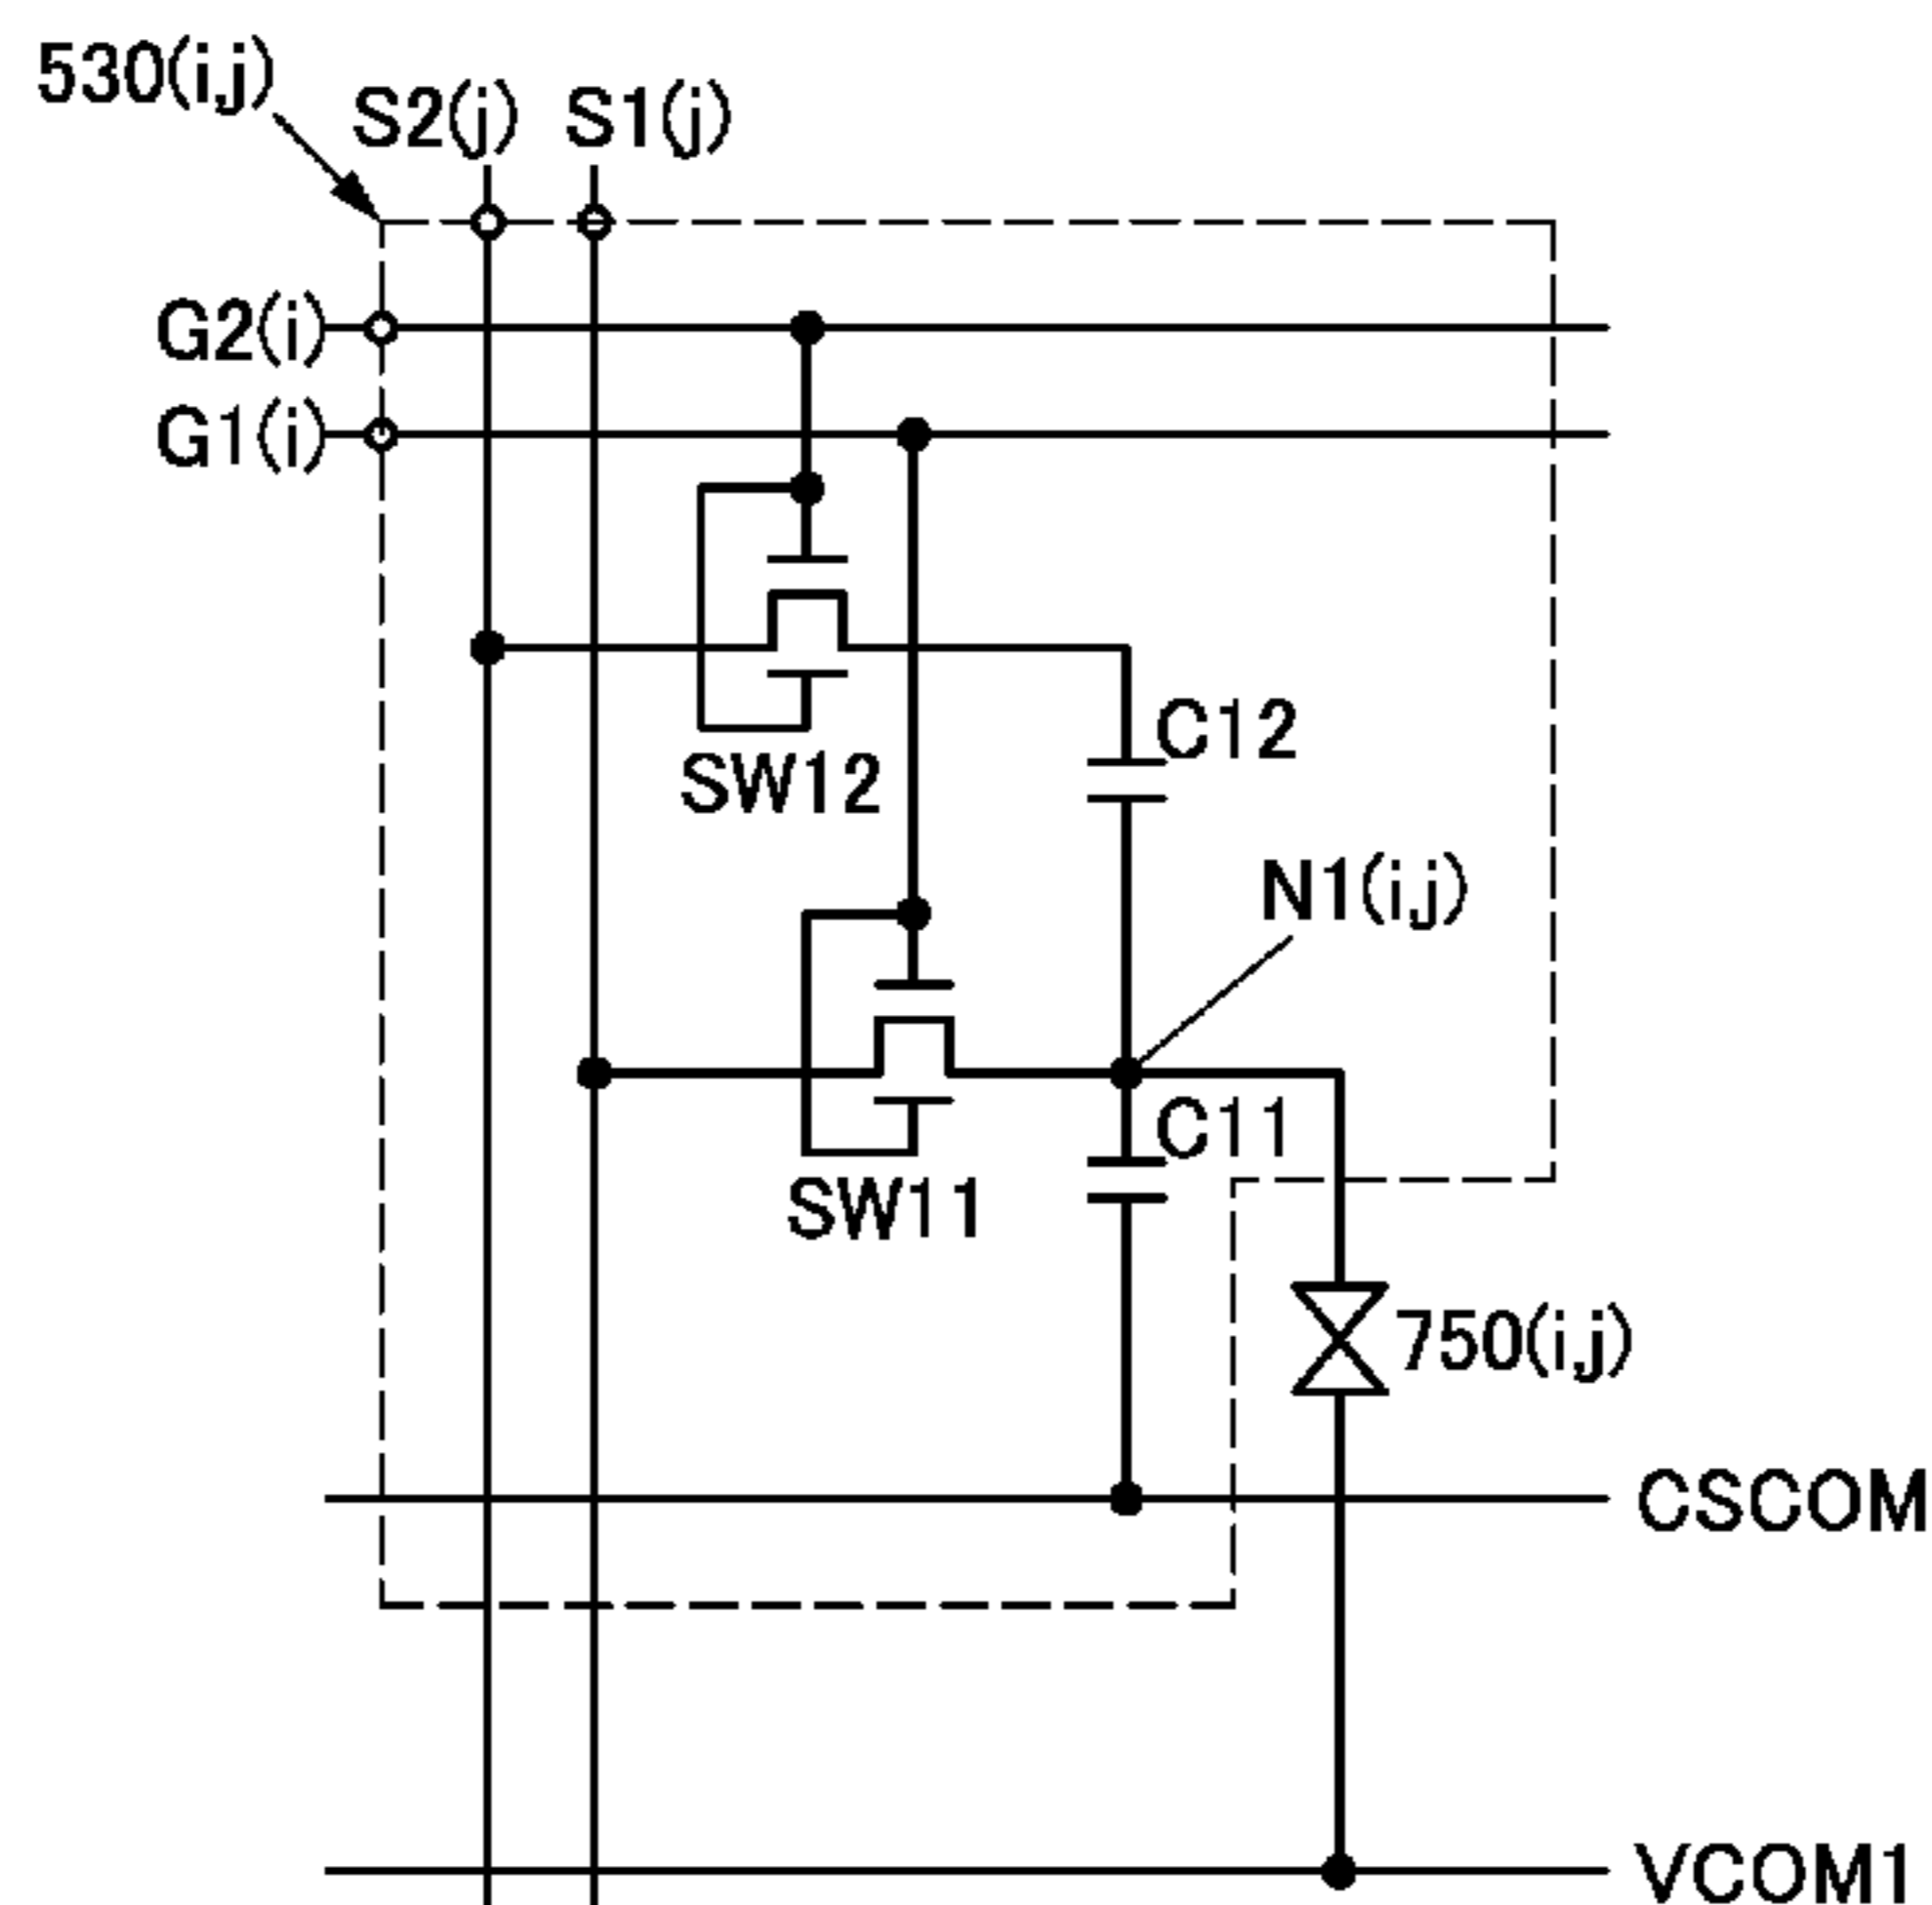 530(i,j)
S2(j)
S1(j)
G2(i)
G1(i)
C12
SW12
N1(i,j)
C11
SW11
750(i,j)
CSCOM
VCOM1